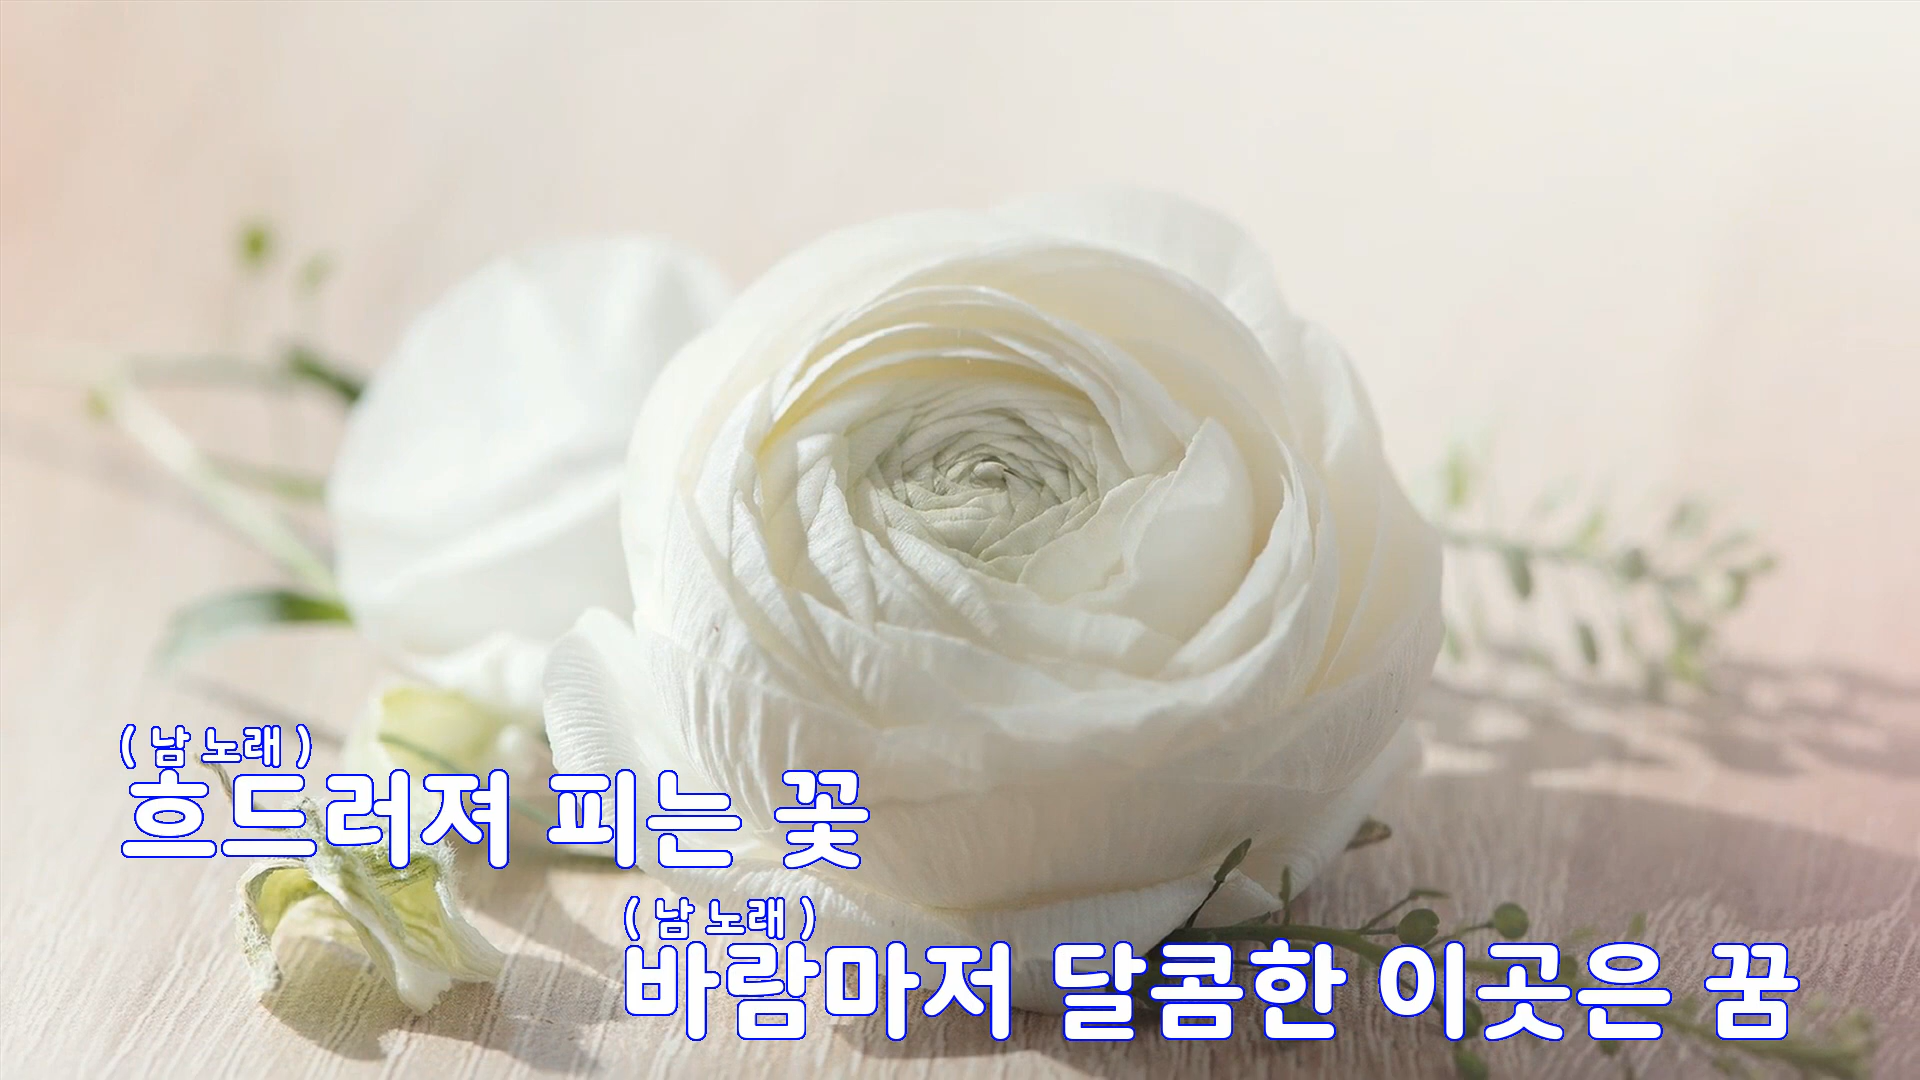 ( 남 노래 )
흐드러져 피는 꽃
( 남 노래 )
바람마저 달콤한 이곳은 꿈